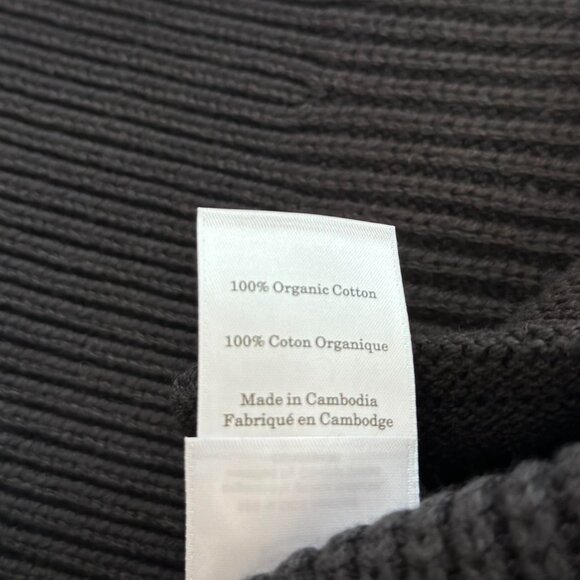 100% Organic Cotton
100% Coton Organique
Made in Cambodia
Fabriqué en Cambodge